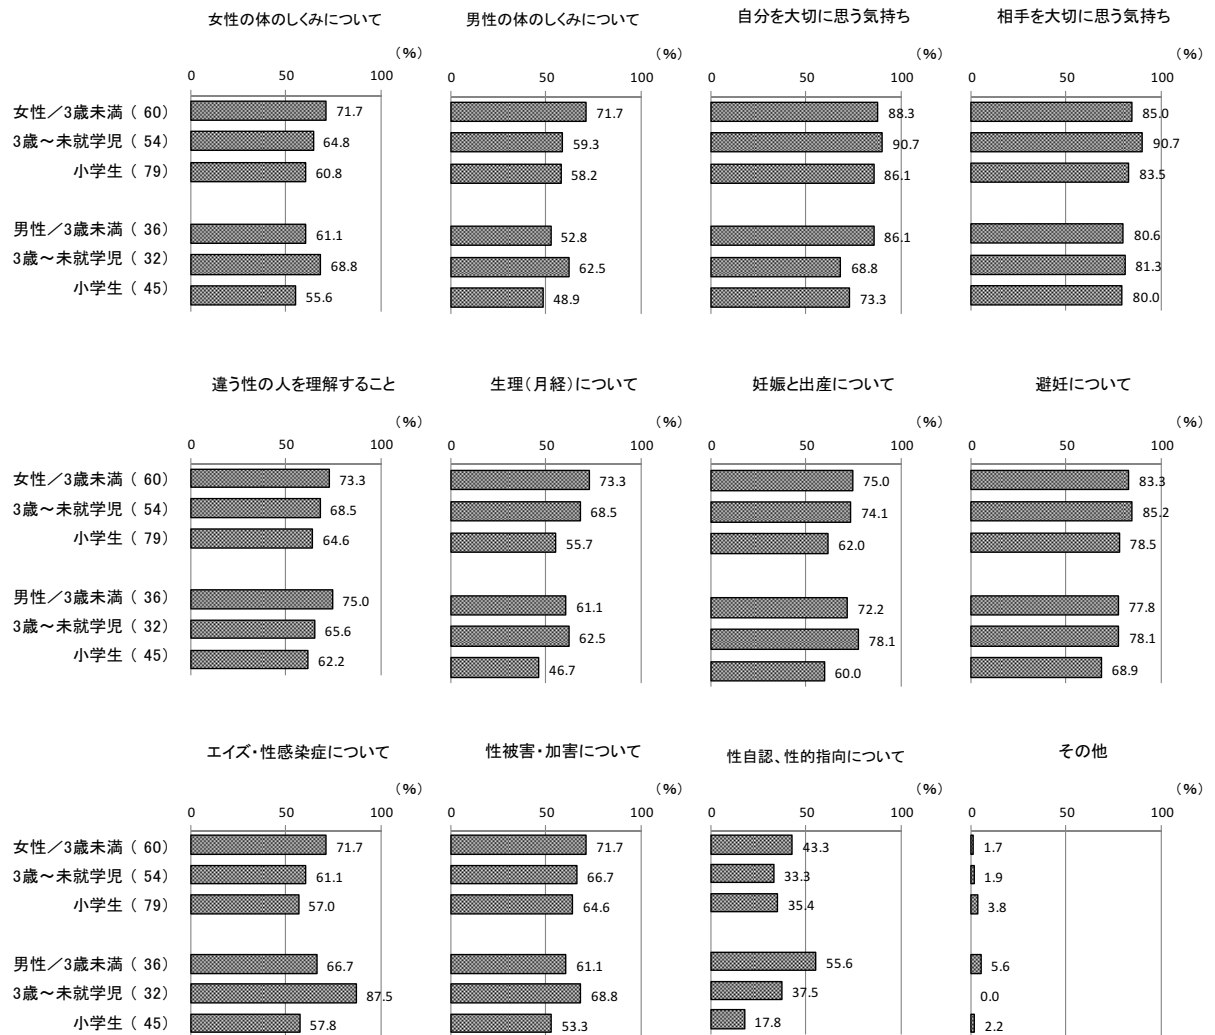 女性の体のしくみについて 男性の体のしくみについて 自分を大切に思う気持ち 相手を大切に思う気持ち
(%) (%) (%) (%)
0 50 100 0 50 100 0 50 100 0 50 100
女性／3歳未満 ( 60) 71.7 71.7 88.3 85.0
3歳～未就学児 ( 54) 64.8 59.3 90.7 90.7
小学生 ( 79) 60.8 58.2 86.1 83.5
男性／3歳未満 ( 36) 61.1 52.8 86.1 80.6
3歳～未就学児 ( 32) 68.8 62.5 68.8 81.3
小学生 ( 45) 55.6 48.9 73.3 80.0
違う性の人を理解すること 生理(月経)について 妊娠と出産について 避妊について
(%) (%) (%) (%)
0 50 100 0 50 100 0 50 100 0 50 100
女性／3歳未満 ( 60) 73.3 73.3 75.0 83.3
3歳～未就学児 ( 54) 68.5 68.5 74.1 85.2
小学生 ( 79) 64.6 55.7 62.0 78.5
男性／3歳未満 ( 36) 75.0 61.1 72.2 77.8
3歳～未就学児 ( 32) 65.6 62.5 78.1 78.1
小学生 ( 45) 62.2 46.7 60.0 68.9
エイズ・性感染症について 性被害・加害について 性自認、性的指向について その他
(%) (%) (%) (%)
0 50 100 0 50 100 0 50 100 0 50 100
女性／3歳未満 ( 60) 71.7 71.7 43.3 1.7
3歳～未就学児 ( 54) 61.1 66.7 33.3 1.9
小学生 ( 79) 57.0 64.6 35.4 3.8
男性／3歳未満 ( 36) 66.7 61.1 55.6 5.6
3歳～未就学児 ( 32) 87.5 68.8 37.5 0.0
小学生 ( 45) 57.8 53.3 17.8 2.2